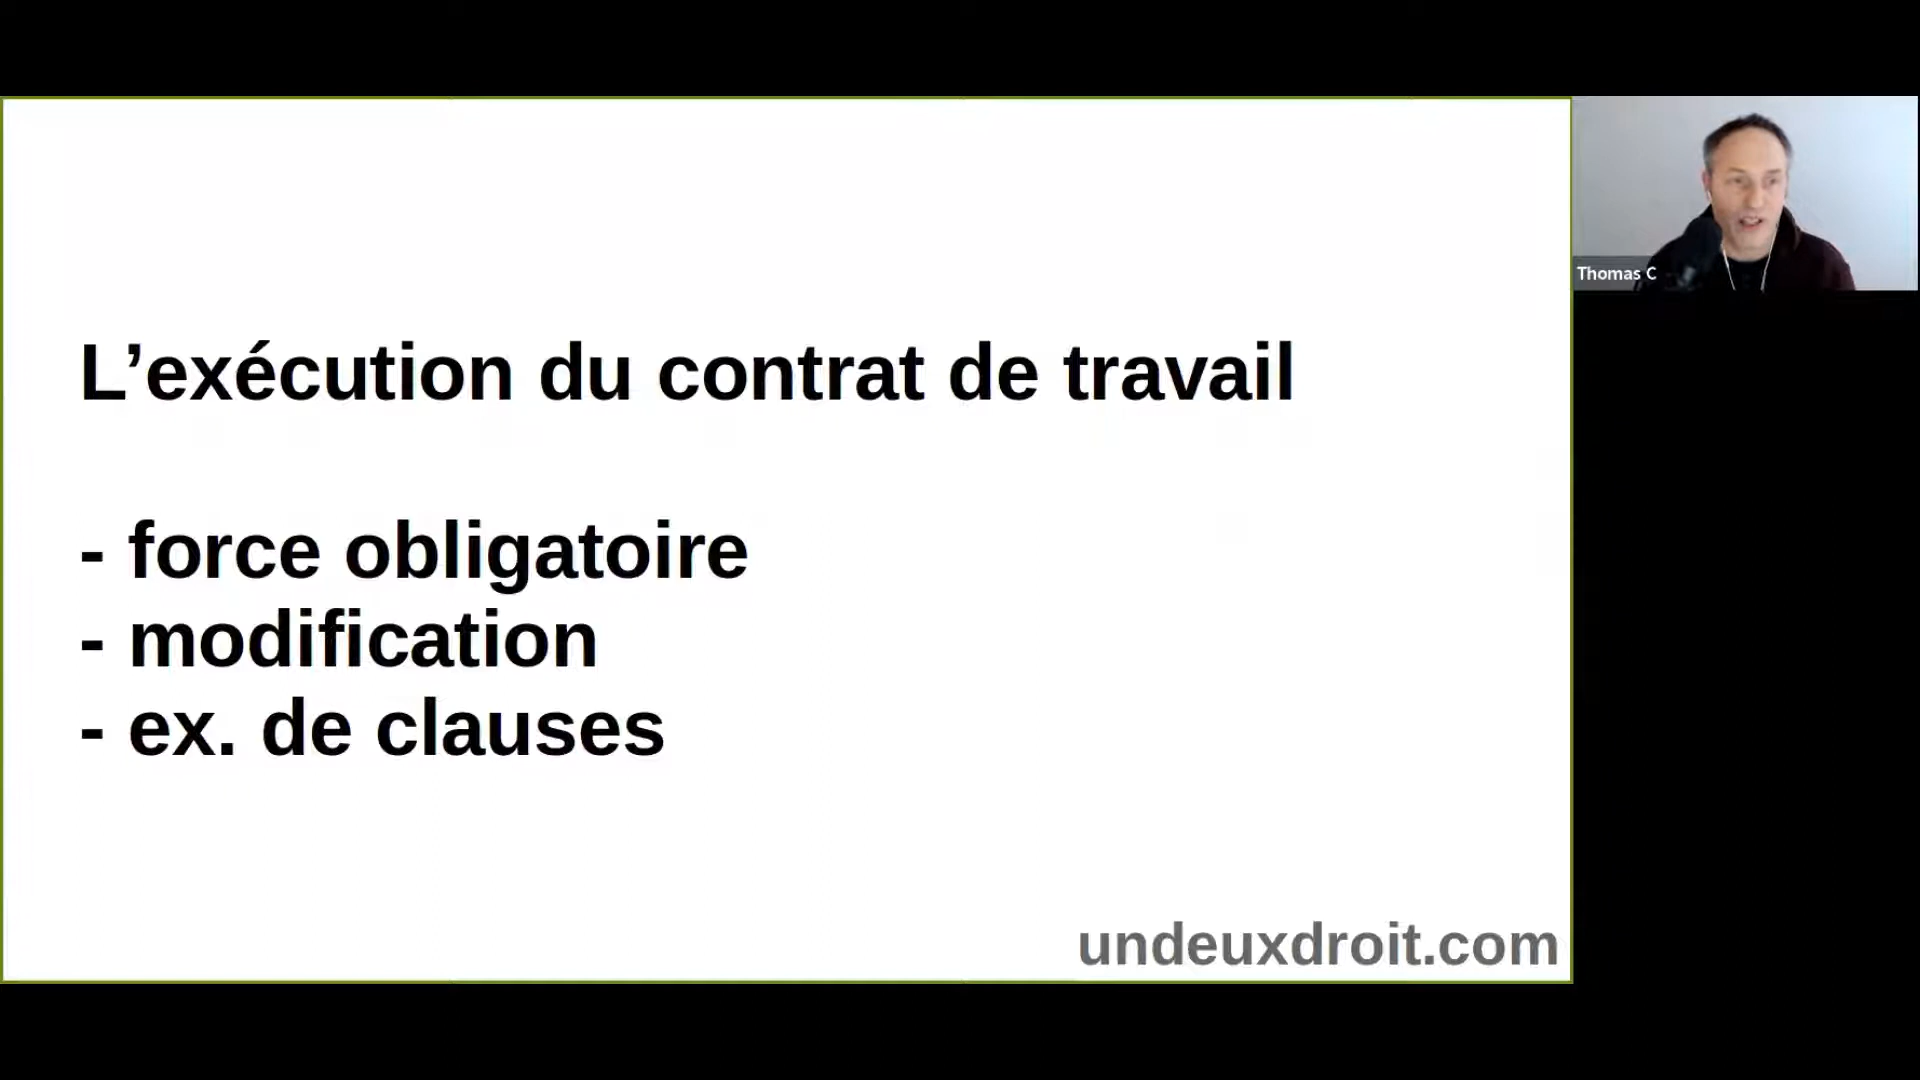 L’exécution du contrat de travail
- force obligatoire
- modification
- ex. de clauses
undeuxdroit.com
Thomas C